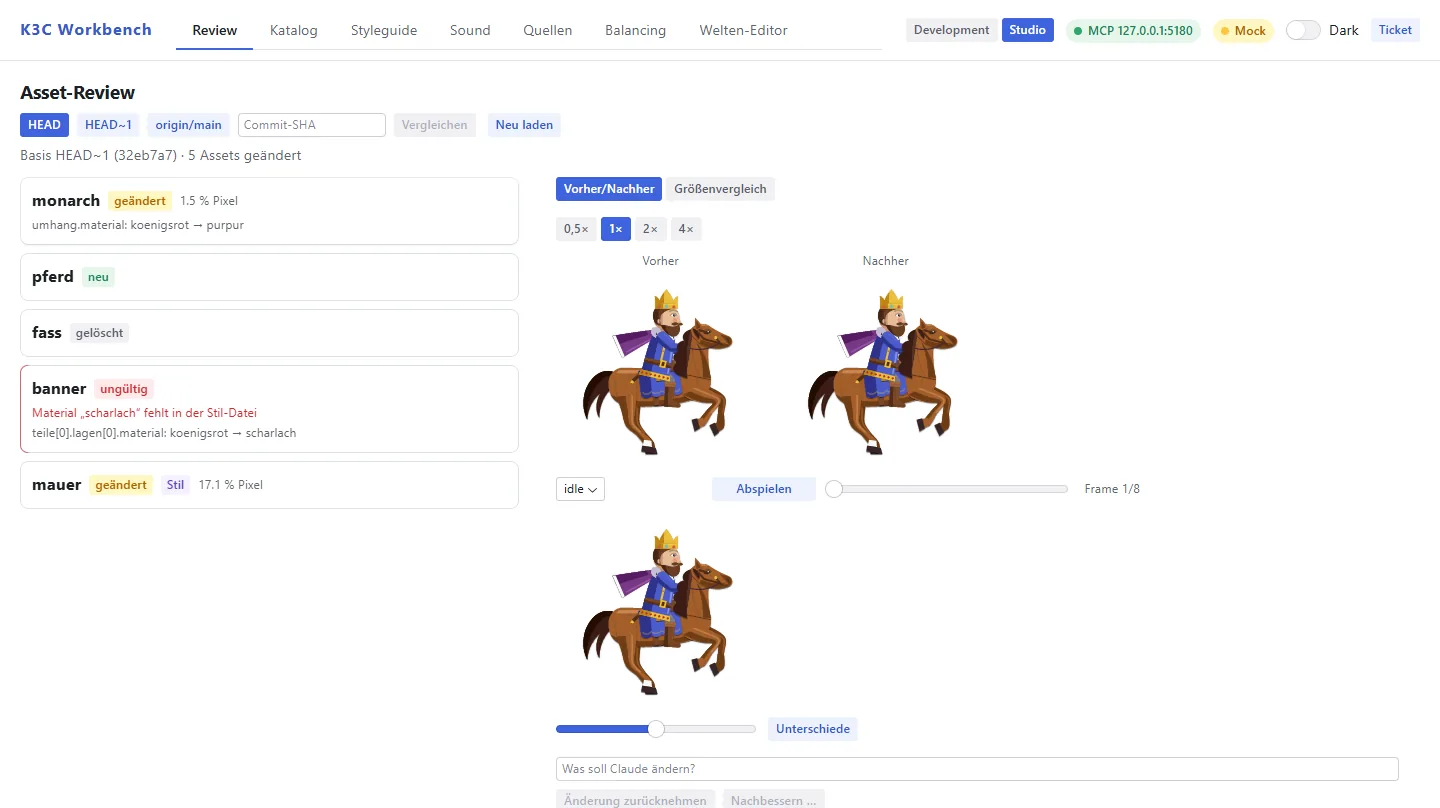 K3C Workbench Review Katalog Styleguide Sound Quellen Balancing Welten-Editor Development Studio MCP 127.0.0.1:5180 Mock Dark Ticket
Asset-Review
HEAD HEAD~1 origin/main Commit-SHA Vergleichen Neu laden
Basis HEAD~1 (32eb7a7) · 5 Assets geändert
monarch geändert 1.5 % Pixel
umhang.material: koenigsrot → purpur
pferd neu
fass gelöscht
banner ungültig
Material „scharlach“ fehlt in der Stil-Datei
teile[0].lagen[0].material: koenigsrot → scharlach
mauer geändert Stil 17.1 % Pixel
Vorher/Nachher Größenvergleich
0,5× 1× 2× 4×
Vorher Nachher
idle Abspielen Frame 1/8
Unterschiede
Was soll Claude ändern?
Änderung zurücknehmen Nachbessern ...